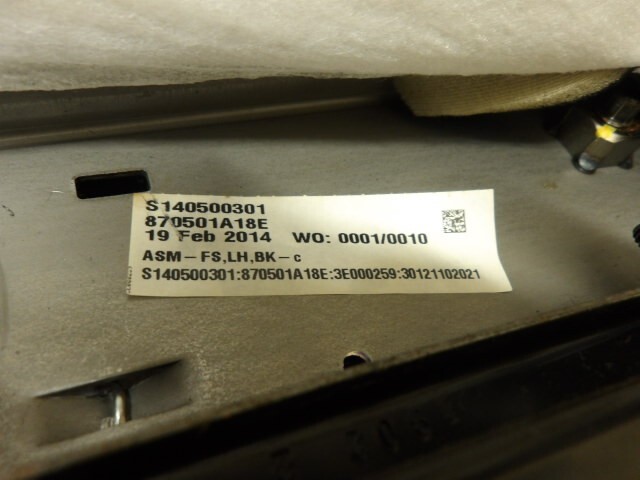 S140500301
870501A18E
19 Feb 2014 WO: 0001/0010
ASM-FS,LH,BK-c
S140500301:870501A18E:3E000259:30121102021